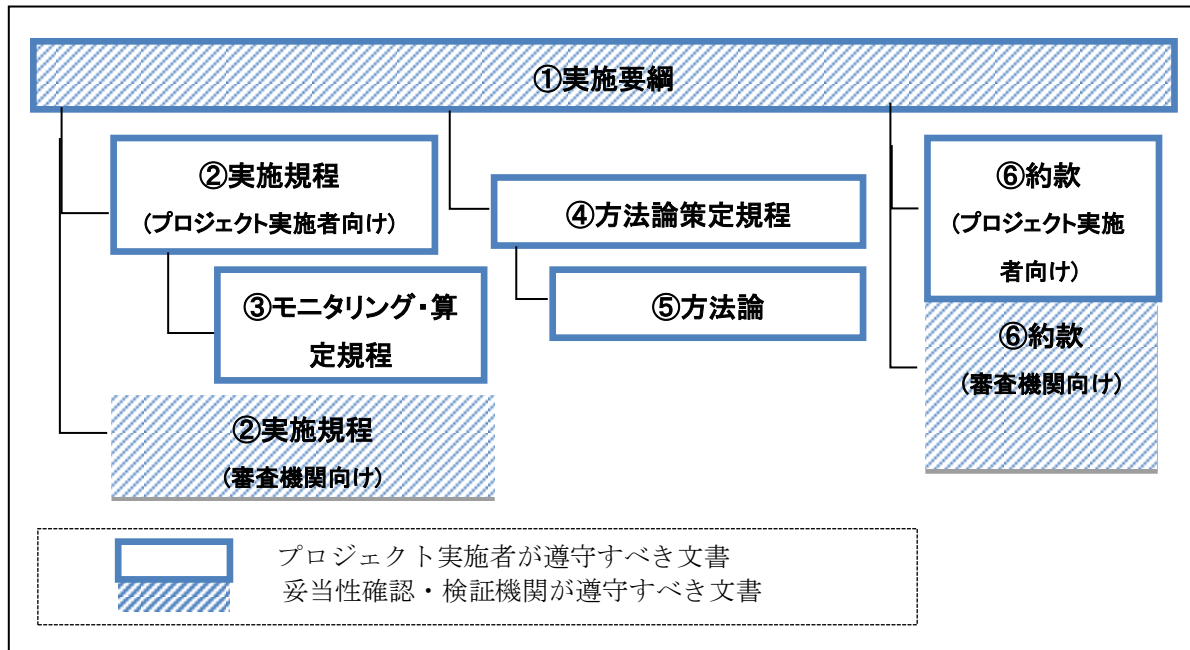 ①実施要綱
②実施規程
(プロジェクト実施者向け)
③モニタリング・算
定規程
②実施規程
(審査機関向け)
④方法論策定規程
⑤方法論
⑥約款
(プロジェクト実施
者向け)
⑥約款
(審査機関向け)
プロジェクト実施者が遵守すべき文書
妥当性確認・検証機関が遵守すべき文書